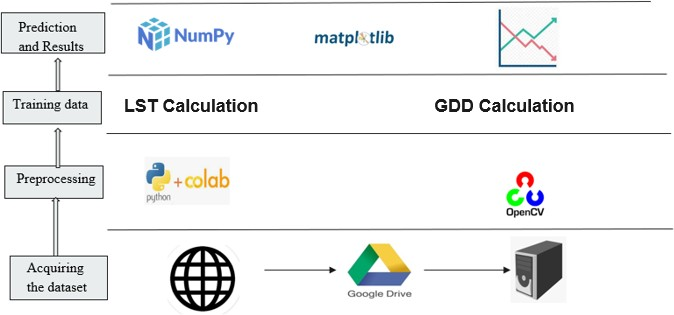 Prediction
and Results
NumPy
matplotlib
Training data
LST Calculation
GDD Calculation
Preprocessing
python
+colab
OpenCV
Acquiring
the dataset
Google Drive